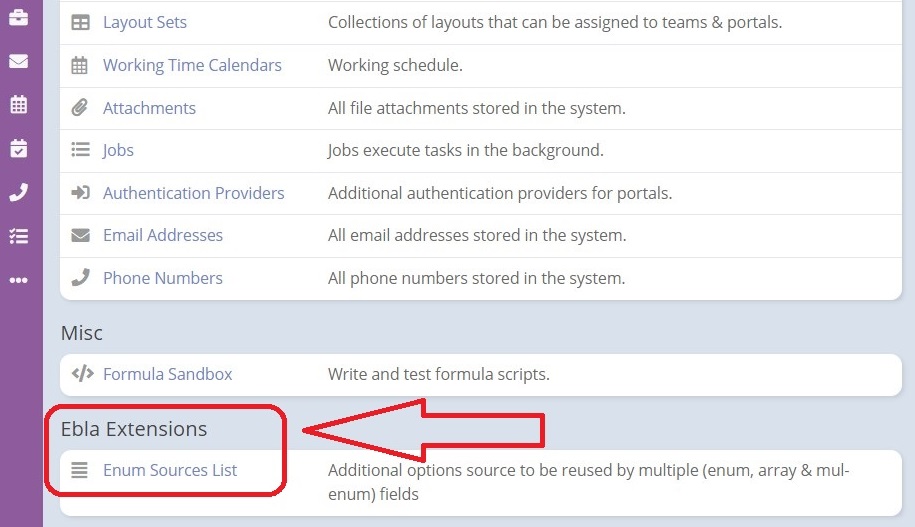 Layout Sets Collections of layouts that can be assigned to teams & portals.
Working Time Calendars Working schedule.
Attachments All file attachments stored in the system.
Jobs Jobs execute tasks in the background.
Authentication Providers Additional authentication providers for portals.
Email Addresses All email addresses stored in the system.
Phone Numbers All phone numbers stored in the system.
Misc
Formula Sandbox Write and test formula scripts.
Ebla Extensions
Enum Sources List Additional options source to be reused by multiple (enum, array & mul-
enum) fields